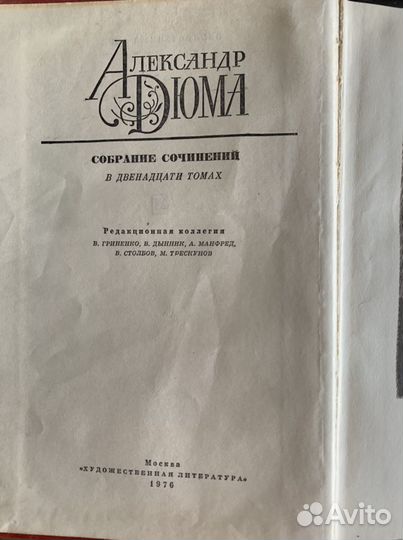 АЛЕКСАНДР
ДЮМА
СОБРАНИЕ СОЧИНЕНИЙ
В ДВЕНАДЦАТИ ТОМАХ
Редакционная коллегия
В. ГРИНЕНКО, В. ДЫННИК, А. МАНФРЕД,
В. СТОЛБОВ, М. ТРЕСКУНОВ
Москва
«ХУДОЖЕСТВЕННАЯ ЛИТЕРАТУРА»
1976
Avito